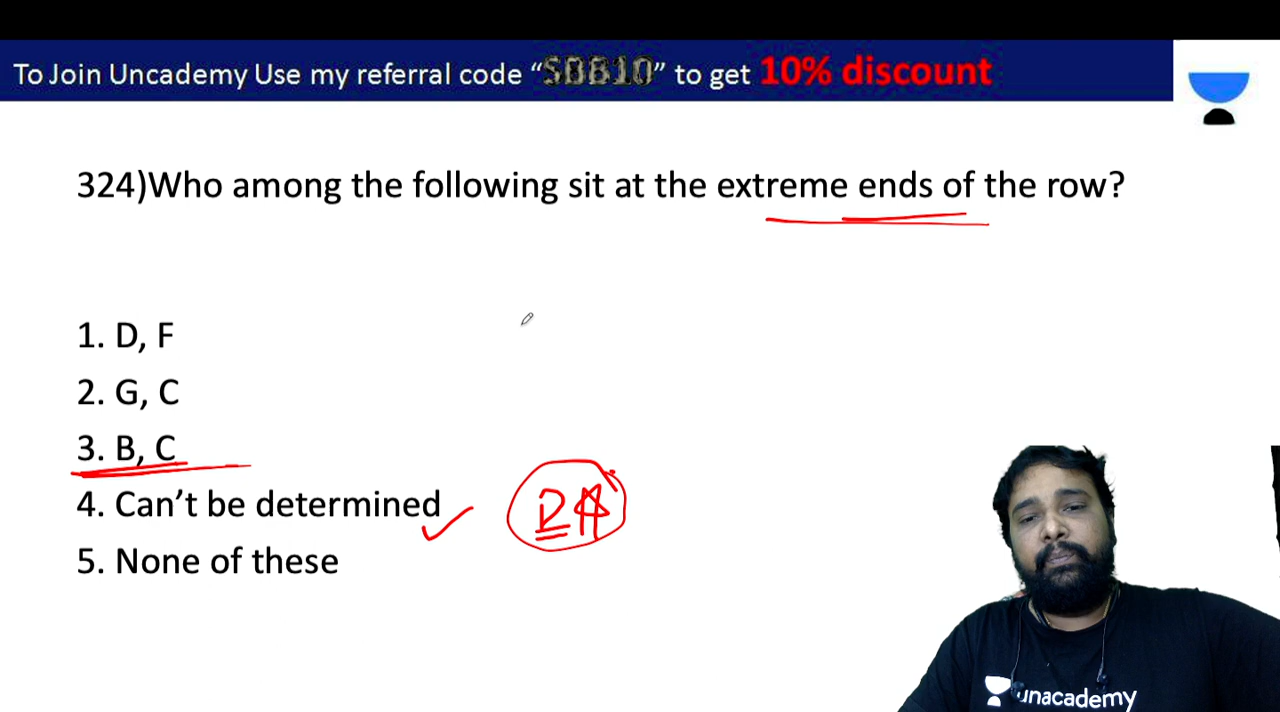 To Join Uncademy Use my referral code “SBB10” to get 10% discount
324)Who among the following sit at the extreme ends of the row?
1. D, F
2. G, C
3. B, C
4. Can’t be determined
5. None of these
unacademy